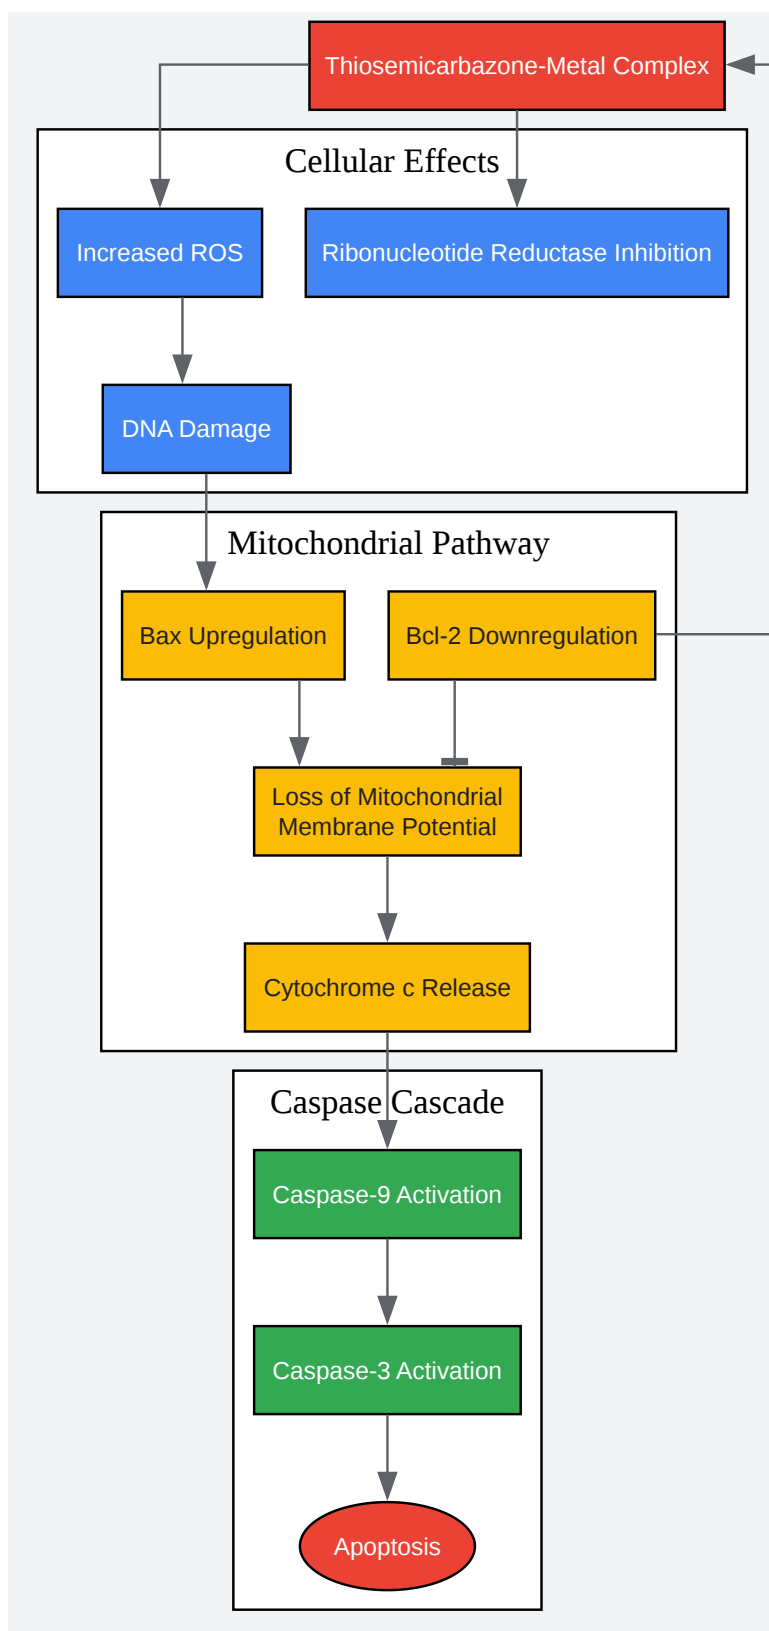 Thiosemicarbazone-Metal Complex
Cellular Effects
Increased ROS
Ribonucleotide Reductase Inhibition
DNA Damage
Mitochondrial Pathway
Bax Upregulation
Bcl-2 Downregulation
Loss of Mitochondrial
Membrane Potential
Cytochrome c Release
Caspase Cascade
Caspase-9 Activation
Caspase-3 Activation
Apoptosis